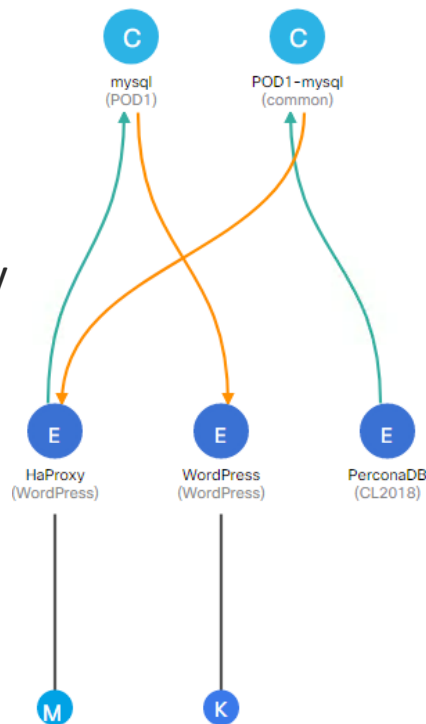 C C
mysql POD1-mysql
(POD1) (common)
y
E E E
HaProxy WordPress PerconaDB
(WordPress) (WordPress) (CL2018)
M K